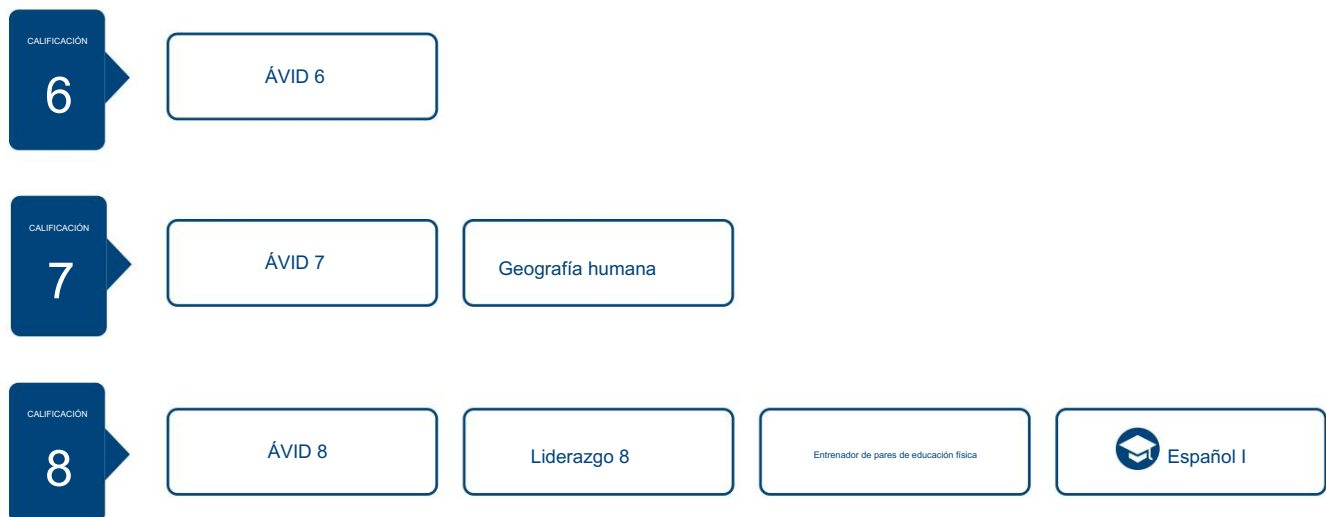 CALIFICACIÓN
6
ÁVID 6
CALIFICACIÓN
7
ÁVID 7
Geografía humana
CALIFICACIÓN
8
ÁVID 8
Liderazgo 8
Entrenador de pares de educación física
Español I